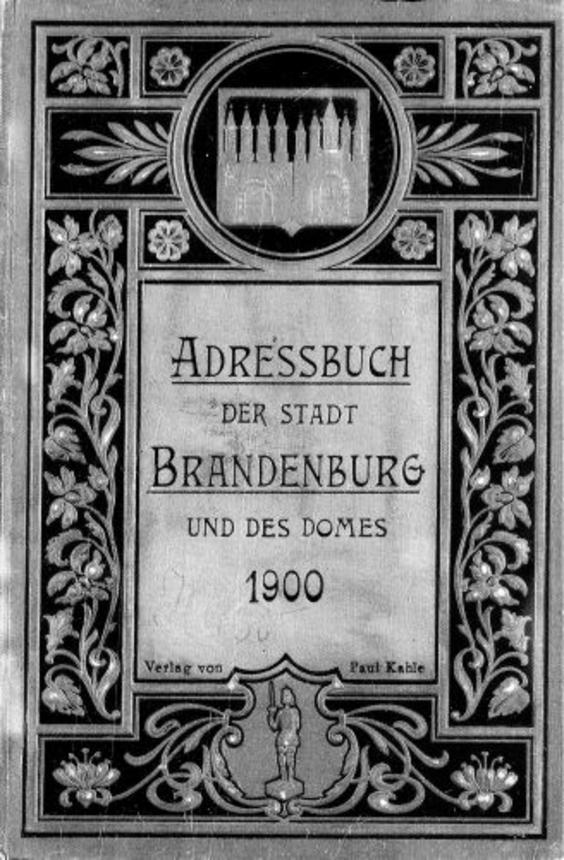 ADRESSBUCH
DER STADT
BRANDENBURG
UND DES DOMES
1900
Verlag von Paul Kahle